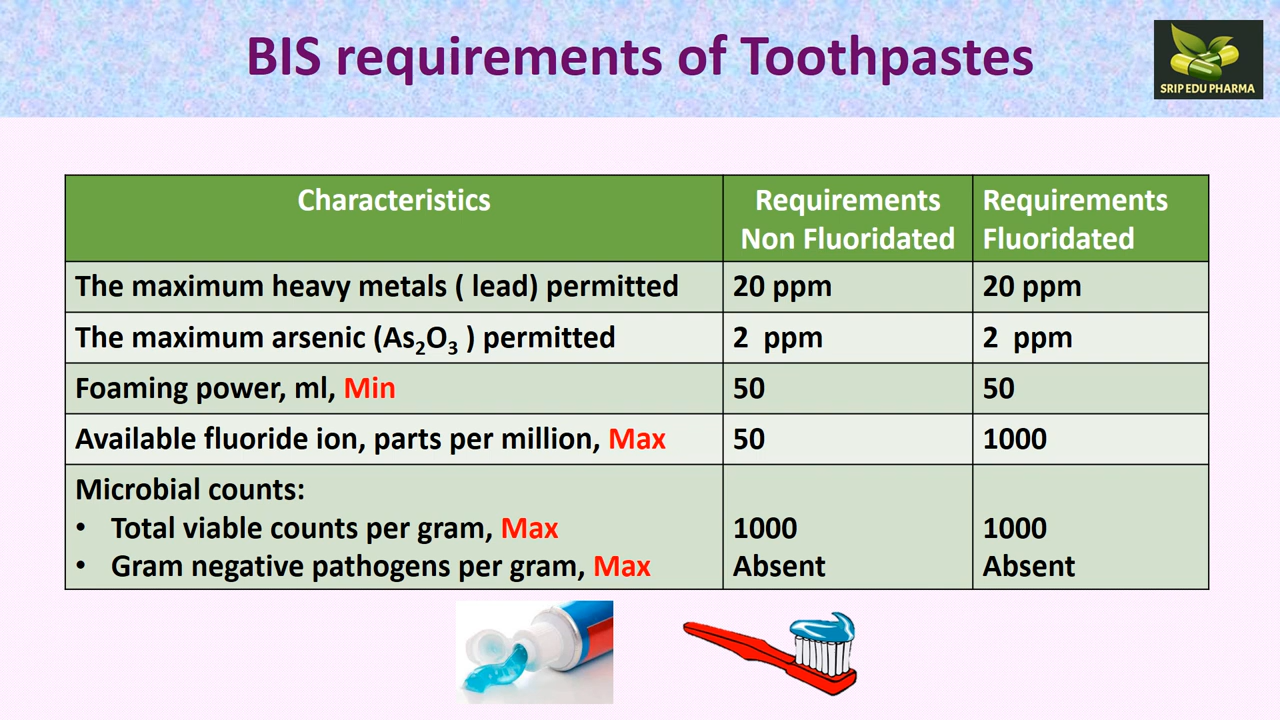 BIS requirements of Toothpastes
SRIP EDU PHARMA
Characteristics
Requirements
Non Fluoridated
Requirements
Fluoridated
The maximum heavy metals ( lead) permitted 20 ppm 20 ppm
The maximum arsenic (As₂O₃ ) permitted 2 ppm 2 ppm
Foaming power, ml, Min 50 50
Available fluoride ion, parts per million, Max 50 1000
Microbial counts:
• Total viable counts per gram, Max 1000 1000
• Gram negative pathogens per gram, Max Absent Absent